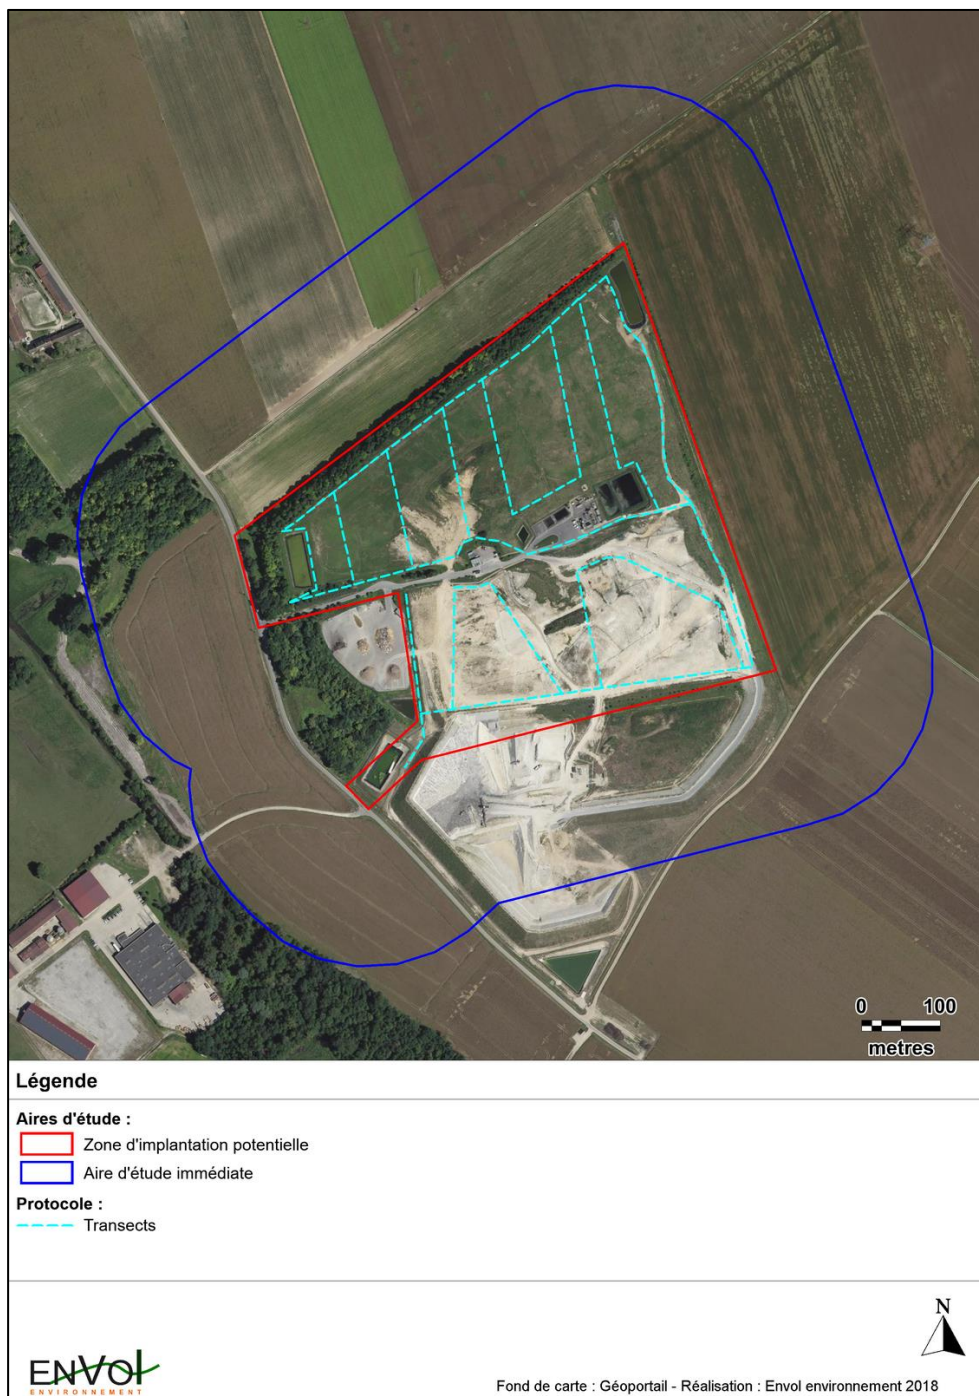 0 100
metres
Légende
Aires d'étude :
Zone d'implantation potentielle
Aire d'étude immédiate
Protocole :
Transects
N
ENVOl
ENVIRONNEMENT
Fond de carte : Géoportail - Réalisation : Envol environnement 2018